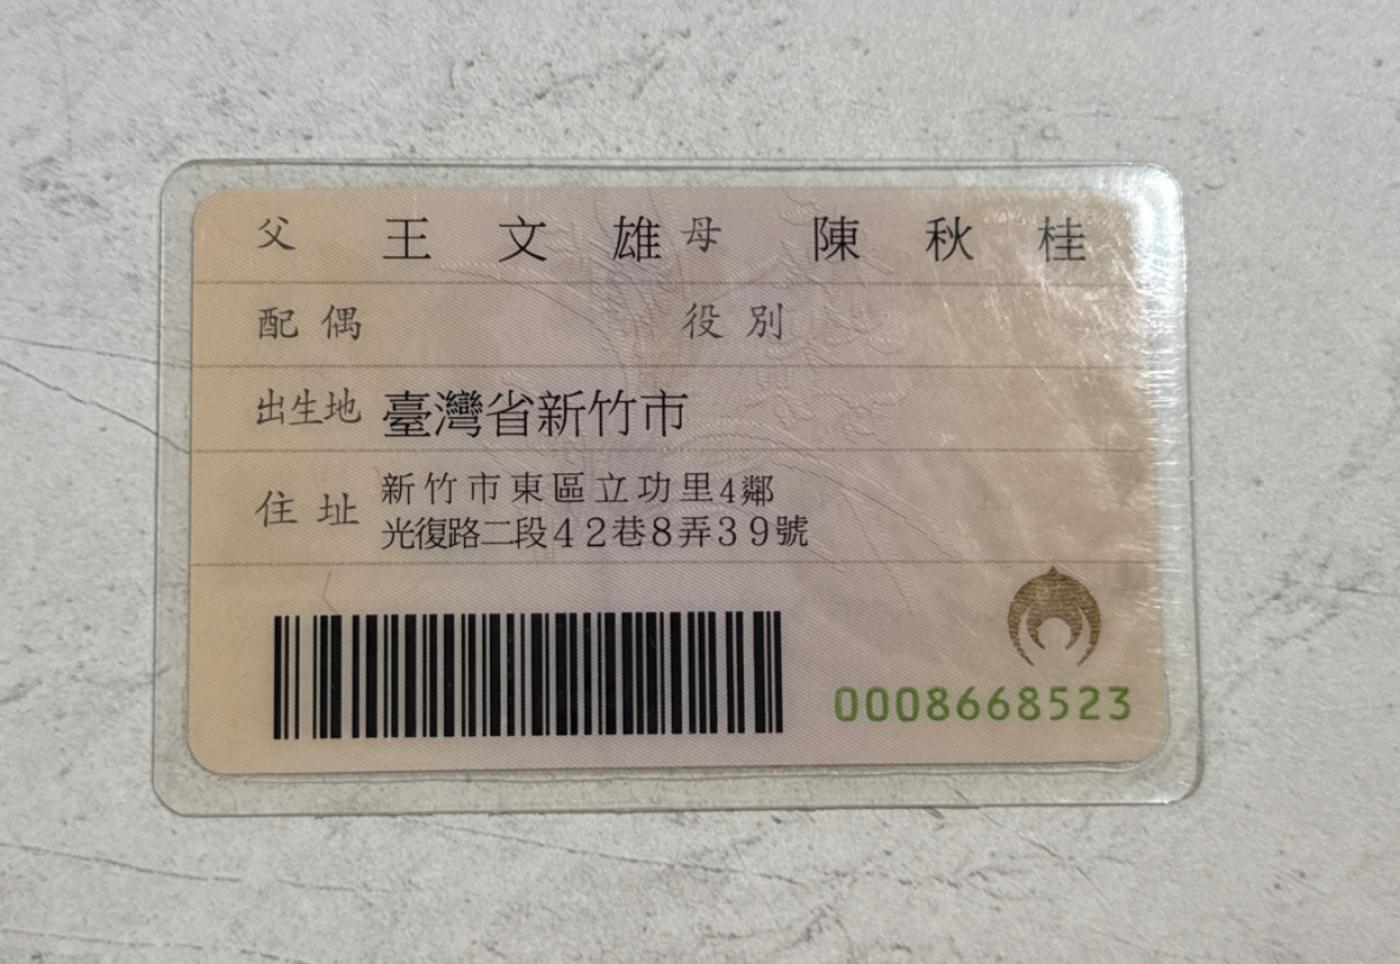 父 王文雄 母 陳秋桂
配偶 役別
出生地 臺灣省新竹市
住址 新竹市東區立功里4鄰
光復路二段42巷8弄39號
0008668523